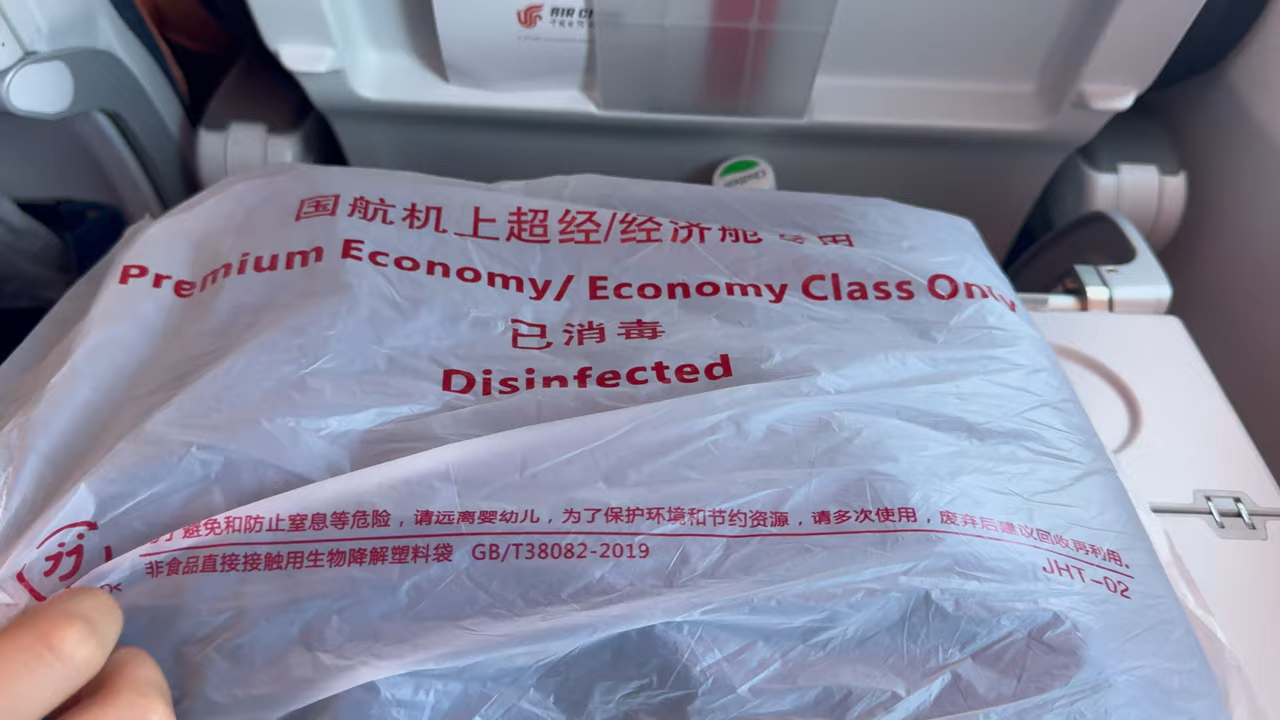 国航机上超经/经济舱专用
Premium Economy/ Economy Class Only
已消毒
Disinfected
避免和防止窒息等危险，请远离婴幼儿，为了保护环境和节约资源，请多次使用，废弃后建议回收再利用。
非食品直接接触用生物降解塑料袋 GB/T38082-2019
JHT-02